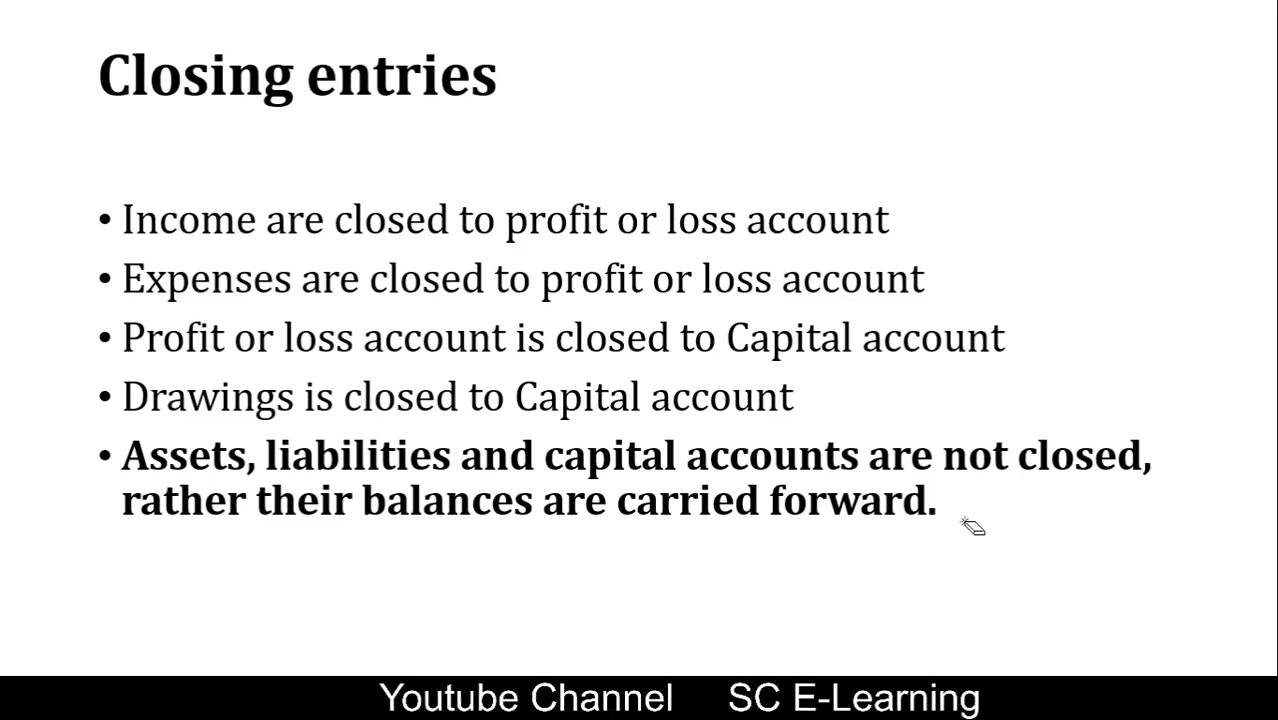 Closing entries
• Income are closed to profit or loss account
• Expenses are closed to profit or loss account
• Profit or loss account is closed to Capital account
• Drawings is closed to Capital account
• Assets, liabilities and capital accounts are not closed,
rather their balances are carried forward.
Youtube Channel SC E-Learning